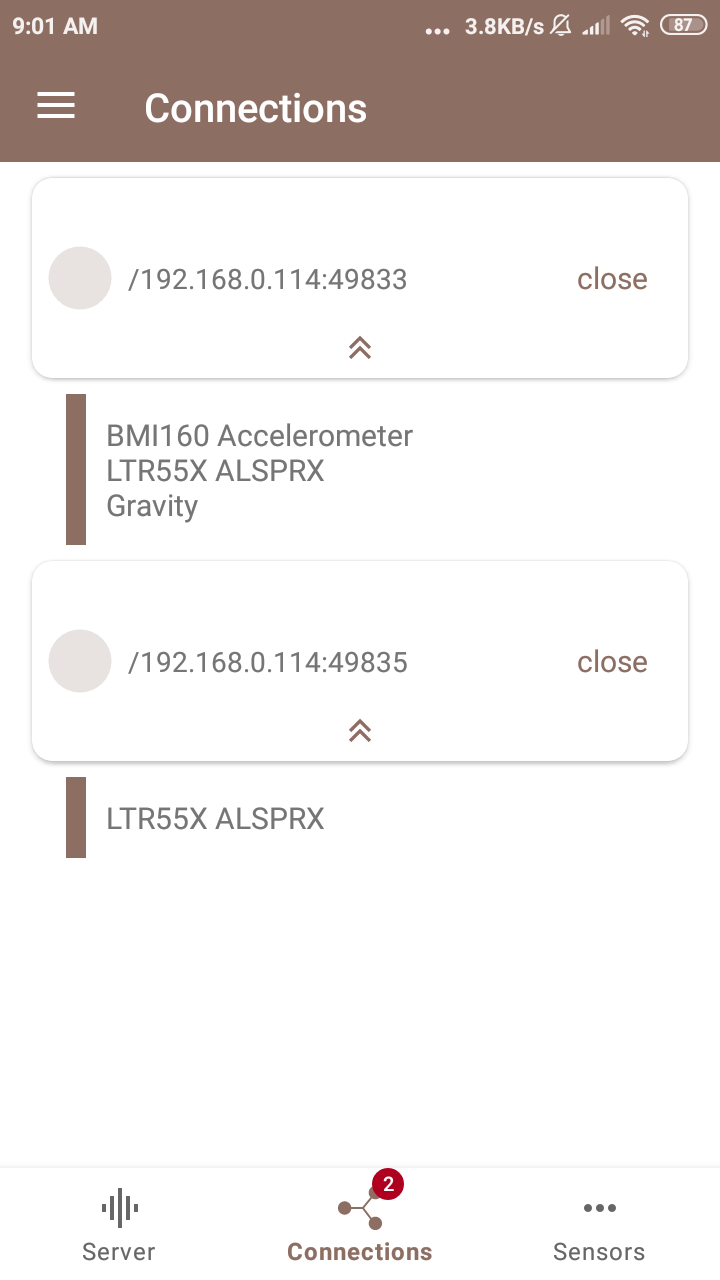 9:01 AM ... 3.8KB/s 87
Connections
/192.168.0.114:49833 close
BMI160 Accelerometer
LTR55X ALSPRX
Gravity
/192.168.0.114:49835 close
LTR55X ALSPRX
2
Server Connections Sensors